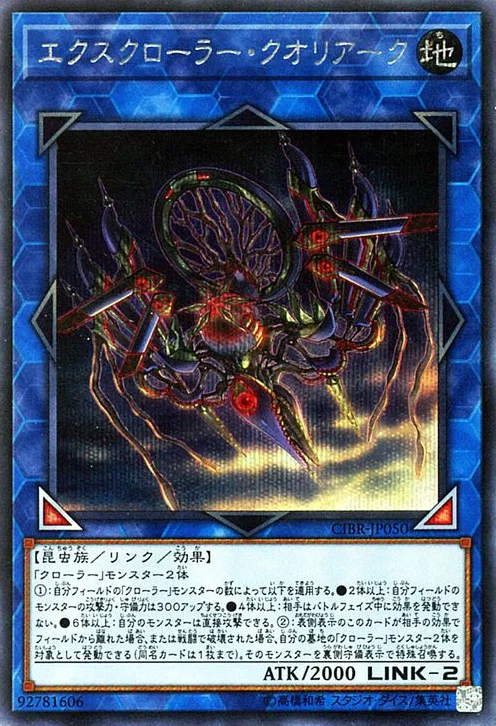 エクスクローラー・クオリアーク
地
CIBR-JP050
【昆虫族／リンク／効果】
「クローラー」モンスター２体
①：自分フィールドの「クローラー」モンスターの数によって以下を適用する。●２体以上：自分フィールドの
モンスターの攻撃力・守備力は３００アップする。●４体以上：相手はバトルフェイズ中に効果を発動でき
ない。●６体以上：自分のモンスターは直接攻撃できる。②：表側表示のこのカードが相手の効果で
フィールドから離れた場合、または戦闘で破壊された場合、自分の墓地の「クローラー」モンスター２体を
対象として発動できる（同名カードは１枚まで）。そのモンスターを裏側守備表示で特殊召喚する。
ATK/2000 LINK-2
92781606 ©高橋和希 スタジオ・ダイス/集英社